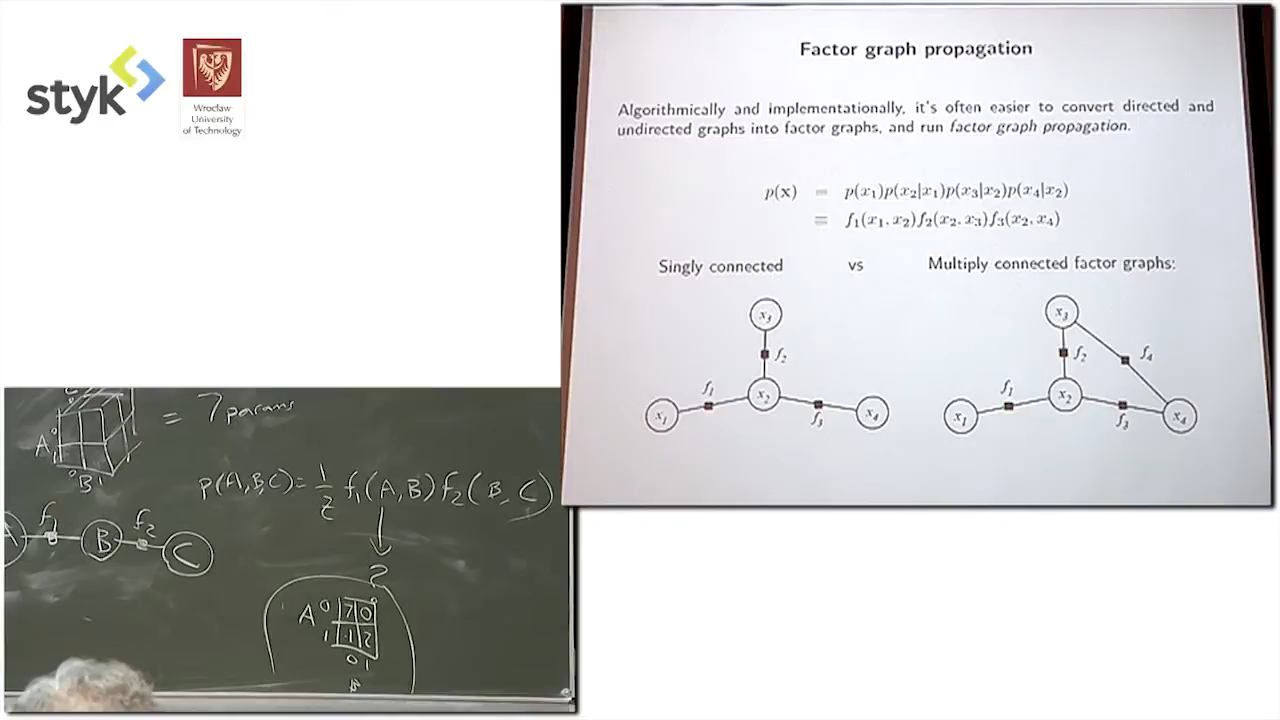 styk
Wrocław
University
of Technology
Factor graph propagation
Algorithmically and implementationally, it's often easier to convert directed and
undirected graphs into factor graphs, and run factor graph propagation.
p(x) = p(x₁)p(x₂|x₁)p(x₃|x₂)p(x₄|x₂)
≡ f₁(x₁, x₂)f₂(x₂, x₃)f₃(x₂, x₄)
Singly connected vs Multiply connected factor graphs:
x₃ x₃
f₂ f₂ f₄
f₁ x₂ f₁ x₂
x₁ f₃ x₄ x₁ f₃ x₄
= 7 params
A 0
0 B 1
P(A,B,C) = 1/Z f₁(A,B) f₂(B,C)
f₁ f₂
A B C
A 0
1
0 1